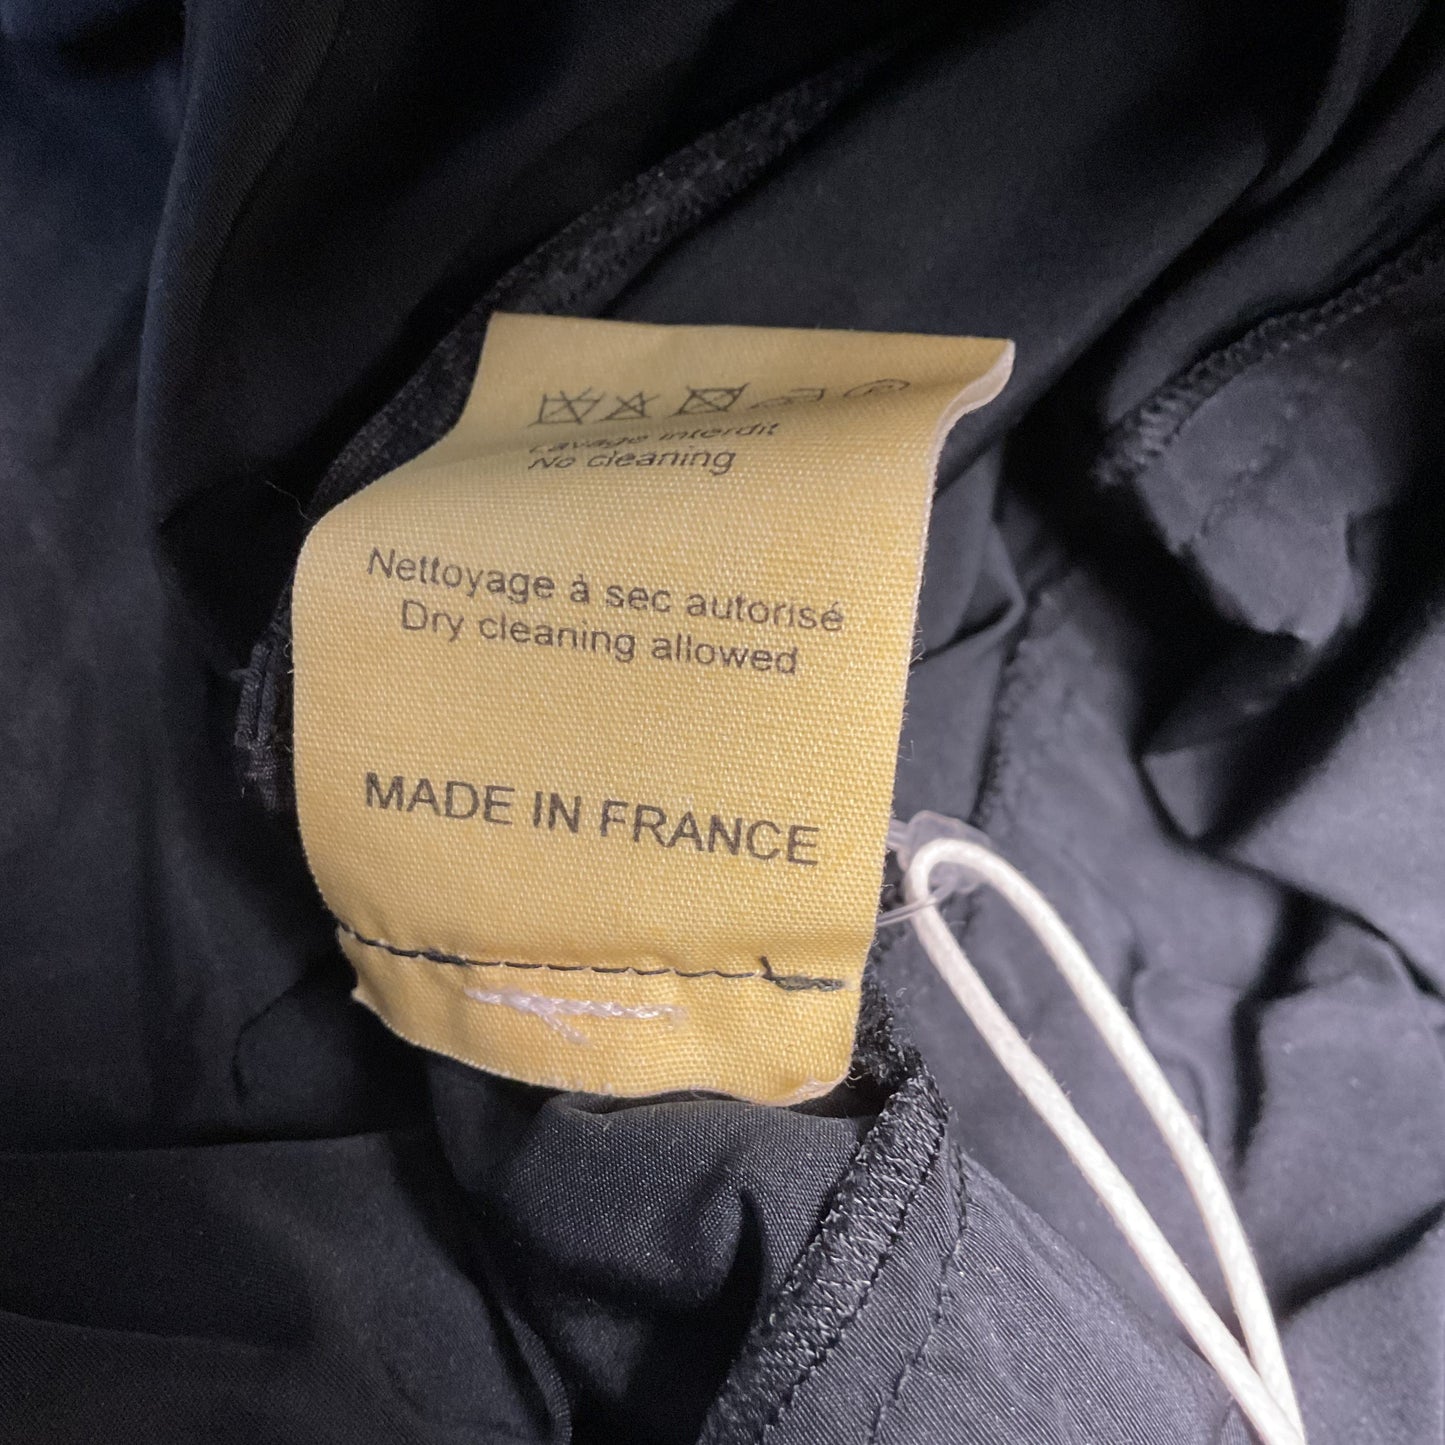 Lavage interdit
No cleaning
Nettoyage à sec autorisé
Dry cleaning allowed
MADE IN FRANCE